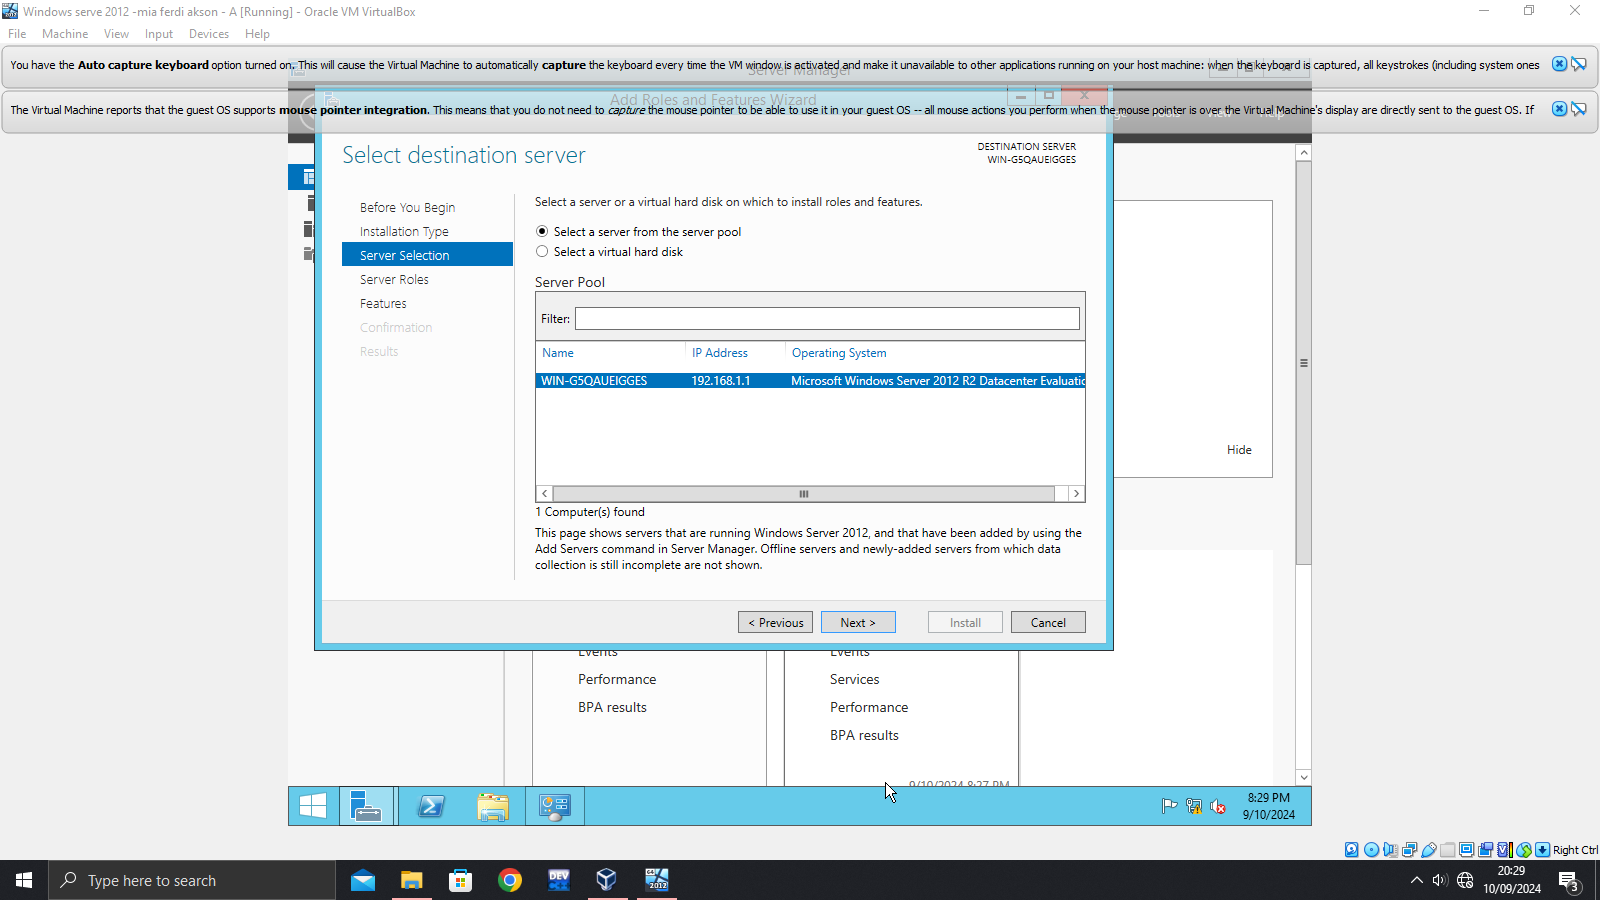 Windows serve 2012 -mia ferdi akson - A [Running] - Oracle VM VirtualBox
File Machine View Input Devices Help
You have the Auto capture keyboard option turned on. This will cause the Virtual Machine to automatically capture the keyboard every time the VM window is activated and make it unavailable to other applications running on your host machine: when the keyboard is captured, all keystrokes (including system ones
Server Manager
Add Roles and Features Wizard
The Virtual Machine reports that the guest OS supports mouse pointer integration. This means that you do not need to capture the mouse pointer to be able to use it in your guest OS -- all mouse actions you perform when the mouse pointer is over the Virtual Machine's display are directly sent to the guest OS. If
Select destination server
DESTINATION SERVER
WIN-G5QAUEIGGES
Before You Begin
Installation Type
Server Selection
Server Roles
Features
Confirmation
Results
Select a server or a virtual hard disk on which to install roles and features.
Select a server from the server pool
Select a virtual hard disk
Server Pool
Filter:
Name IP Address Operating System
WIN-G5QAUEIGGES 192.168.1.1 Microsoft Windows Server 2012 R2 Datacenter Evaluatio
1 Computer(s) found
This page shows servers that are running Windows Server 2012, and that have been added by using the
Add Servers command in Server Manager. Offline servers and newly-added servers from which data
collection is still incomplete are not shown.
< Previous Next > Install Cancel
Hide
Events
Performance
BPA results
Events
Services
Performance
BPA results
9/10/2024 8:27 PM
8:29 PM
9/10/2024
Right Ctrl
Type here to search
DEV
2012
20:29
10/09/2024
3